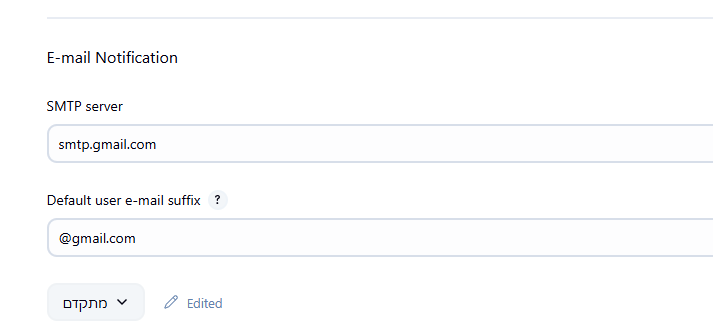 E-mail Notification
SMTP server
smtp.gmail.com
Default user e-mail suffix ?
@gmail.com
מתקדם Edited